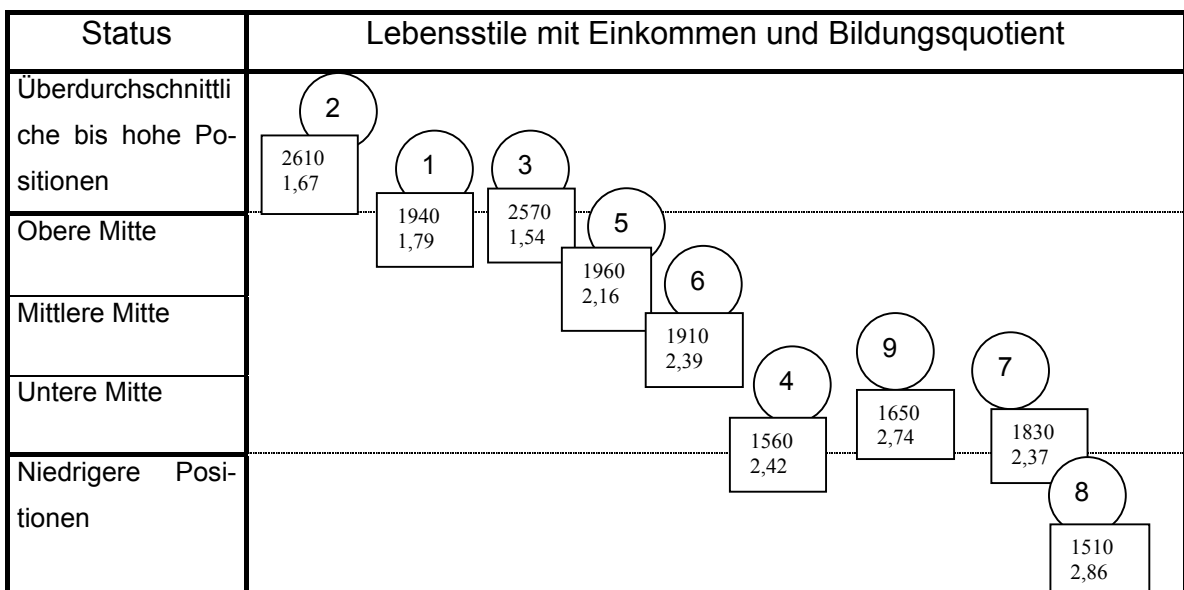 Status
Lebensstile mit Einkommen und Bildungsquotient
Überdurchschnittli
che bis hohe Po-
sitionen
2
2610
1,67
1
1940
1,79
3
2570
1,54
5
1960
2,16
Obere Mitte
6
1910
2,39
Mittlere Mitte
4
1560
2,42
9
1650
2,74
7
1830
2,37
Untere Mitte
8
1510
2,86
Niedrigere Posi-
tionen